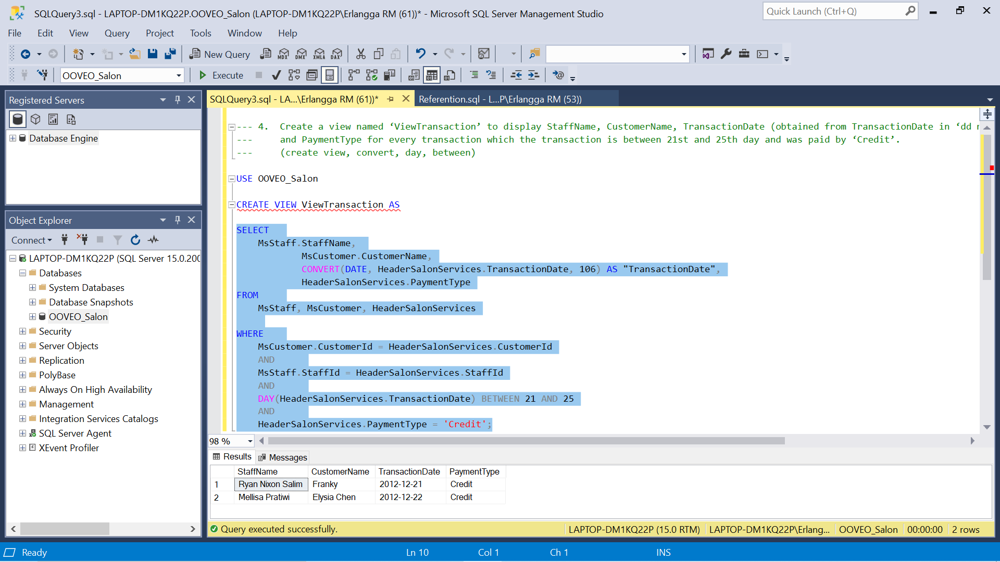 SQLQuery3.sql - LAPTOP-DM1KQ22P.OOVEO_Salon (LAPTOP-DM1KQ22P\Erlangga RM (61))* - Microsoft SQL Server Management Studio
Quick Launch (Ctrl+Q)
File Edit View Query Project Tools Window Help
New Query MDX DMX XMLA DAX
OOVEO_Salon Execute
Registered Servers
Database Engine
Object Explorer
Connect
LAPTOP-DM1KQ22P (SQL Server 15.0.200
Databases
System Databases
Database Snapshots
OOVEO_Salon
Security
Server Objects
Replication
PolyBase
Always On High Availability
Management
Integration Services Catalogs
SQL Server Agent
XEvent Profiler
SQLQuery3.sql - LA...\Erlangga RM (61))* Referention.sql - L...P\Erlangga RM (53))
--- 4. Create a view named ‘ViewTransaction’ to display StaffName, CustomerName, TransactionDate (obtained from TransactionDate in ‘dd
--- and PaymentType for every transaction which the transaction is between 21st and 25th day and was paid by ‘Credit’.
--- (create view, convert, day, between)
USE OOVEO_Salon
CREATE VIEW ViewTransaction AS
SELECT
MsStaff.StaffName,
MsCustomer.CustomerName,
CONVERT(DATE, HeaderSalonServices.TransactionDate, 106) AS "TransactionDate",
HeaderSalonServices.PaymentType
FROM
MsStaff, MsCustomer, HeaderSalonServices
WHERE
MsCustomer.CustomerId = HeaderSalonServices.CustomerId
AND
MsStaff.StaffId = HeaderSalonServices.StaffId
AND
DAY(HeaderSalonServices.TransactionDate) BETWEEN 21 AND 25
AND
HeaderSalonServices.PaymentType = 'Credit';
98 %
Results Messages
StaffName CustomerName TransactionDate PaymentType
1 Ryan Nixon Salim Franky 2012-12-21 Credit
2 Mellisa Pratiwi Elysia Chen 2012-12-22 Credit
Query executed successfully. LAPTOP-DM1KQ22P (15.0 RTM) LAPTOP-DM1KQ22P\Erlang... OOVEO_Salon 00:00:00 2 rows
Ready Ln 10 Col 1 Ch 1 INS